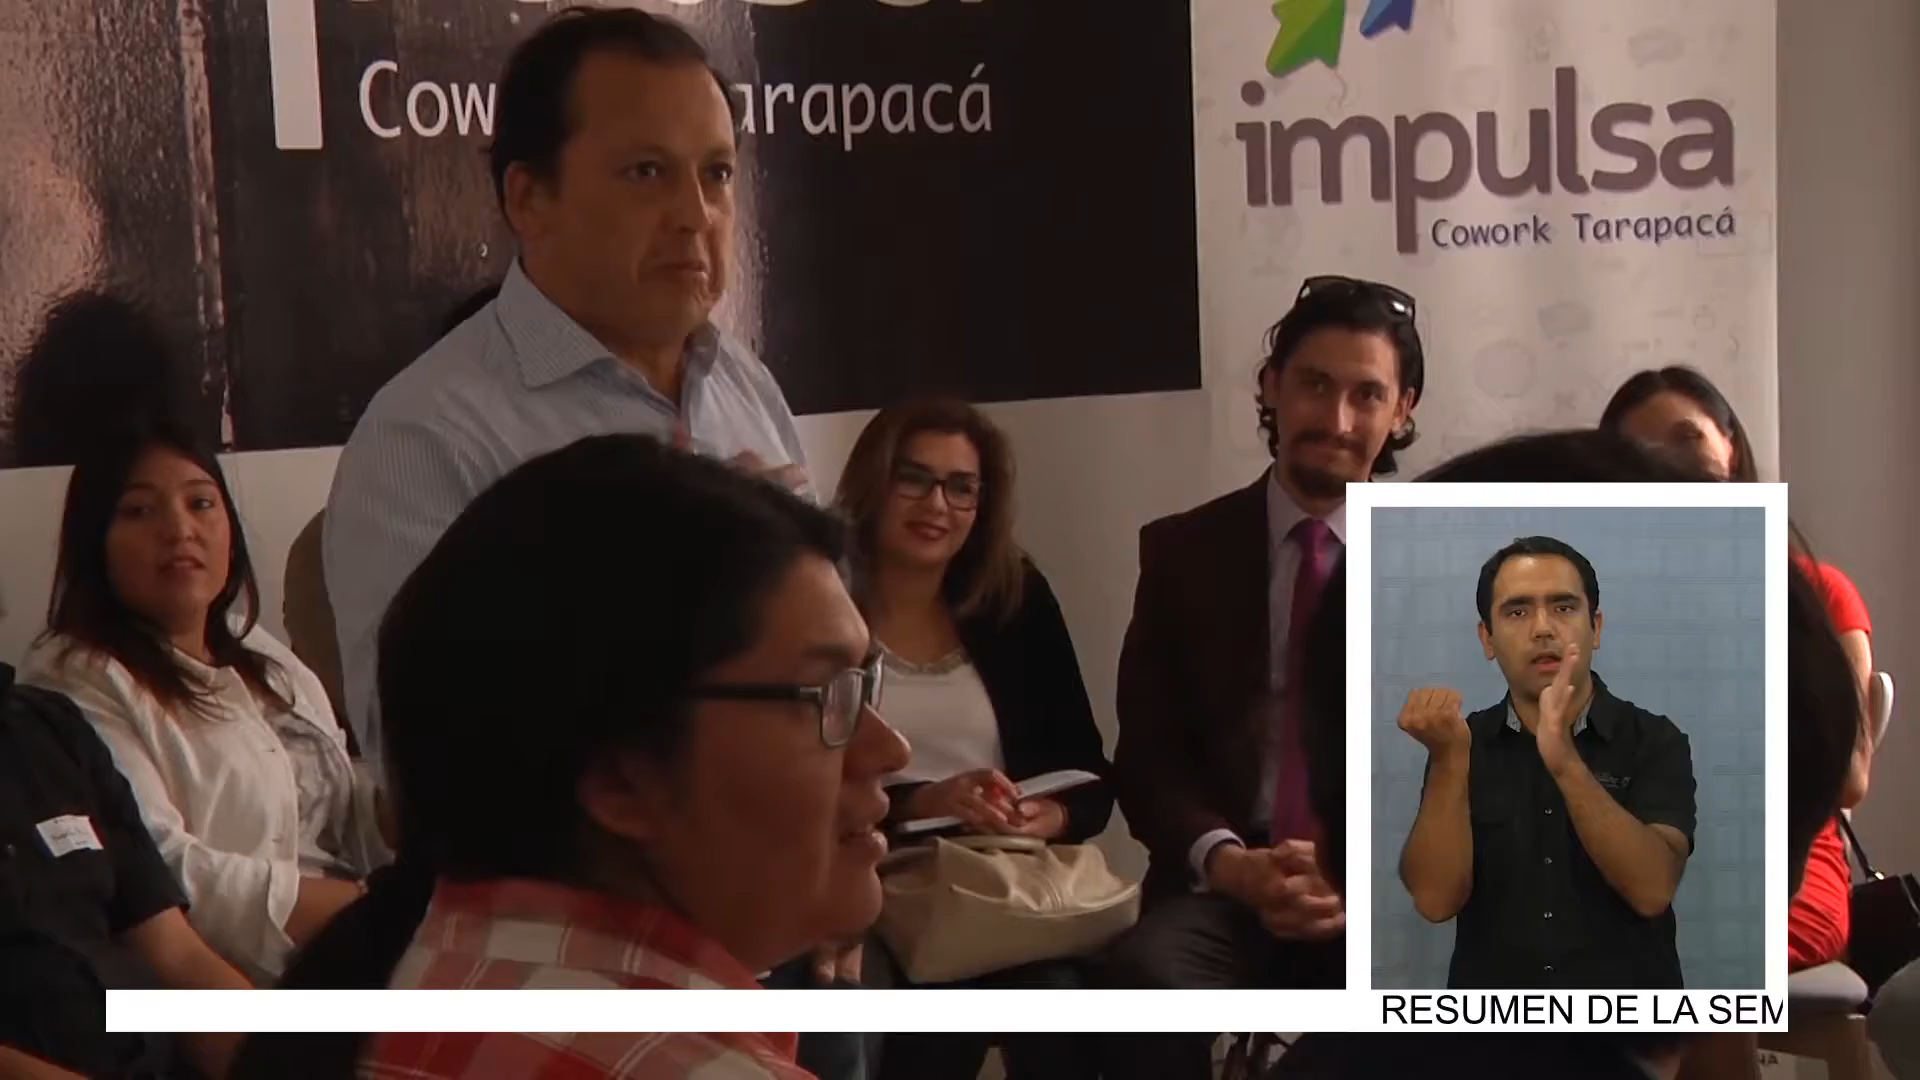 Cow
arapacá
impulsa
Cowork Tarapacá
RESUMEN DE LA SEM